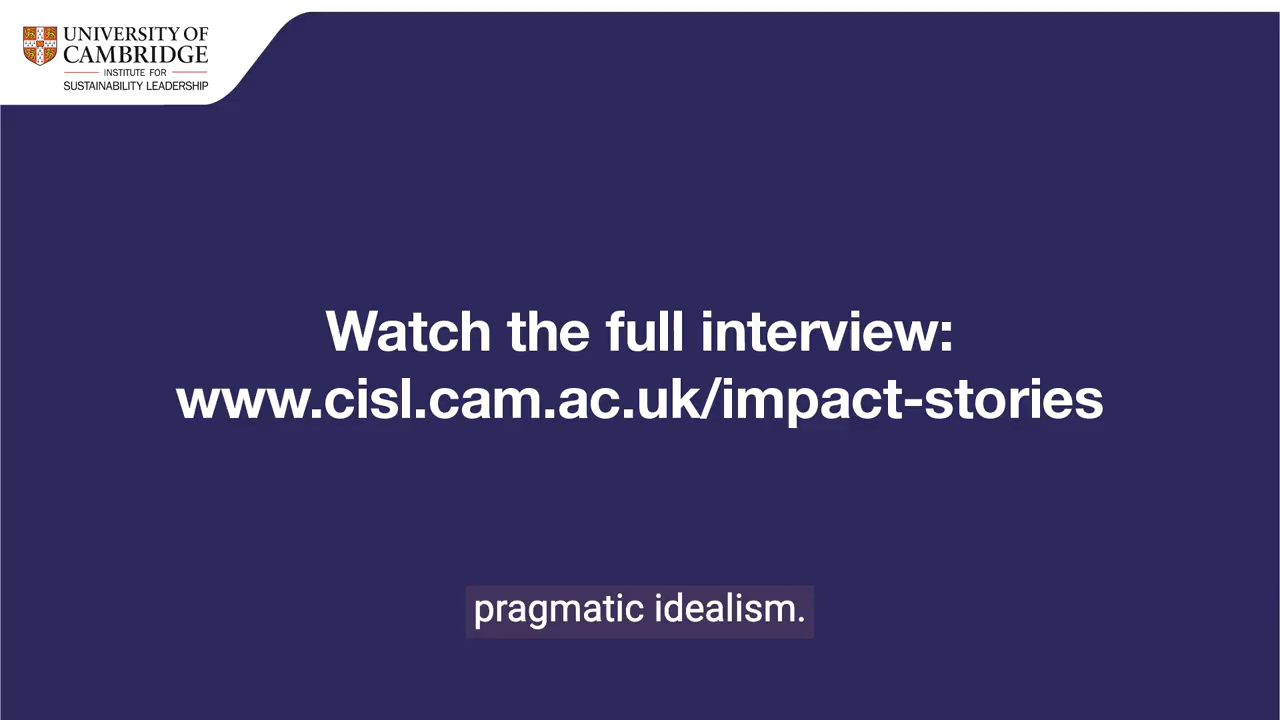 UNIVERSITY OF
CAMBRIDGE
INSTITUTE FOR
SUSTAINABILITY LEADERSHIP
Watch the full interview:
www.cisl.cam.ac.uk/impact-stories
pragmatic idealism.